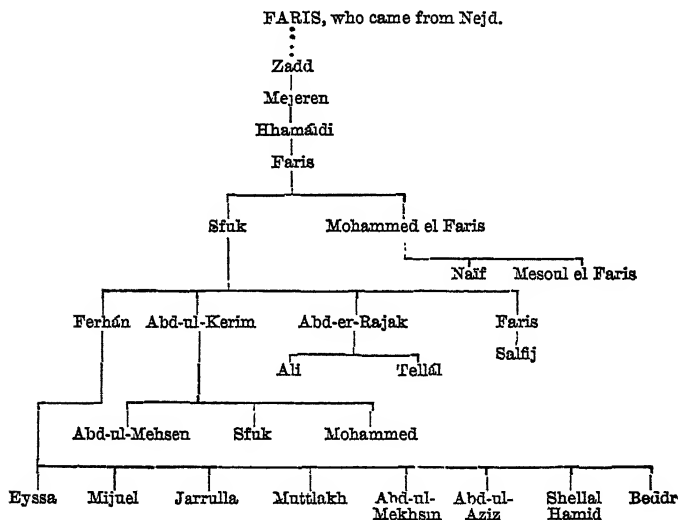 FARIS, who came from Nejd.
Zadd
Mejeren
Hhamáïdi
Faris
Sfuk Mohammed el Faris
Naïf Mesoul el Faris
Ferhán Abd-ul-Kerim Abd-er-Rajak Faris
Salfij
Ali Tellál
Abd-ul-Mehsen Sfuk Mohammed
Eyssa Mijuel Jarrulla Muttlakh Abd-ul- Abd-ul- Shellal Beddr
Mekhsin Aziz Hamid